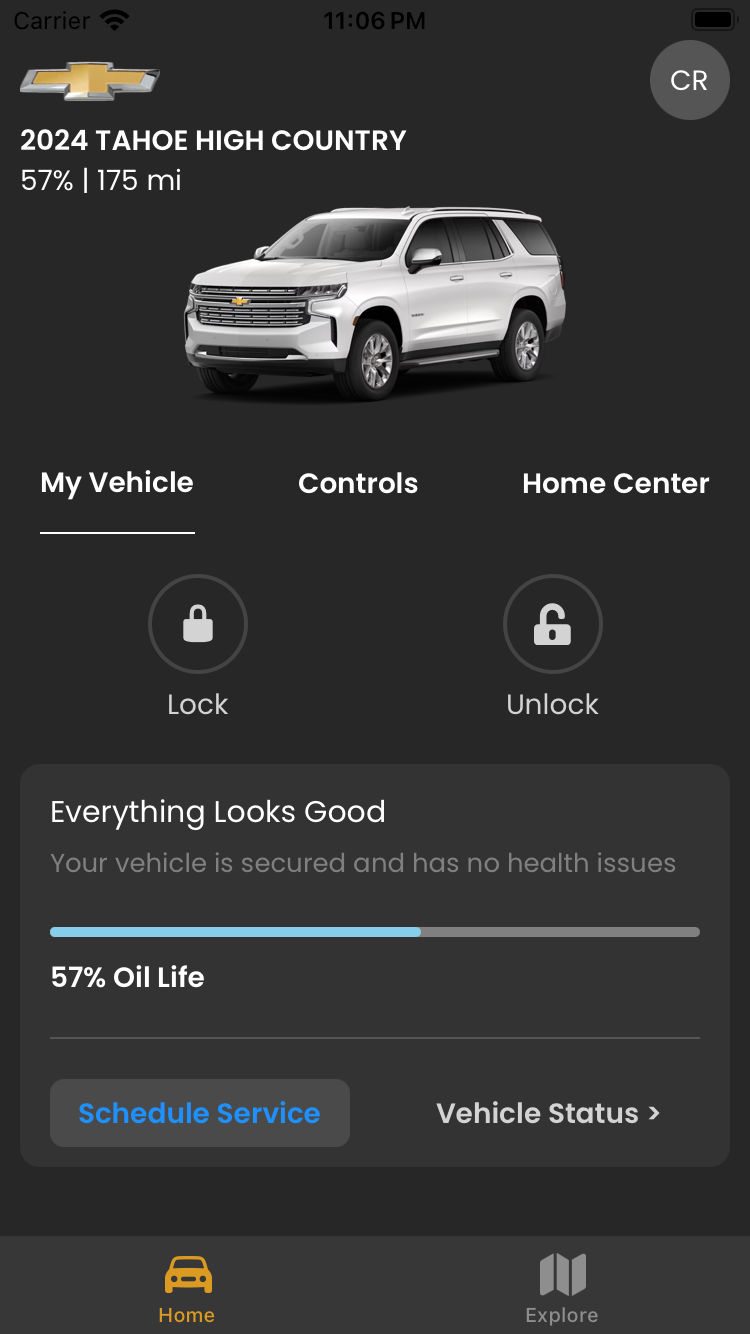 Carrier 11:06 PM
CR
2024 TAHOE HIGH COUNTRY
57% | 175 mi
My Vehicle Controls Home Center
Lock Unlock
Everything Looks Good
Your vehicle is secured and has no health issues
57% Oil Life
Schedule Service Vehicle Status >
Home Explore